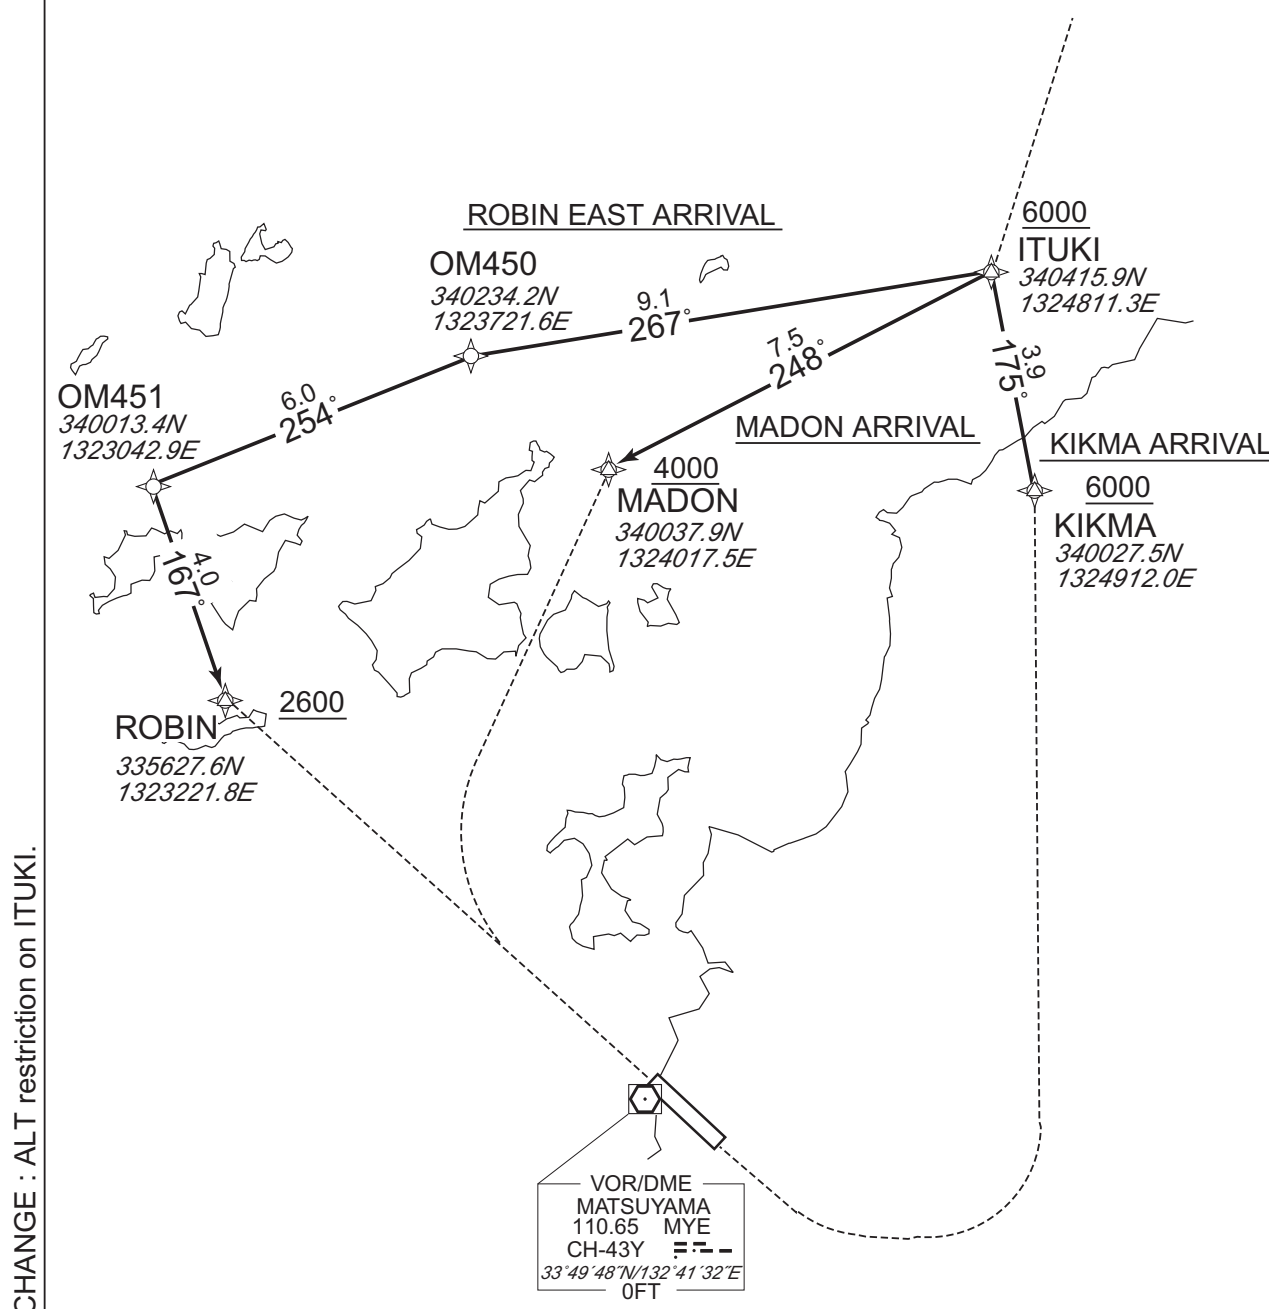 ROBIN EAST ARRIVAL
6000
ITUKI
340415.9N
1324811.3E
OM450
340234.2N
1323721.6E
9.1
267°
7.5
248°
3.9
175°
OM451
340013.4N
1323042.9E
6.0
254°
MADON ARRIVAL
KIKMA ARRIVAL
4000
MADON
340037.9N
1324017.5E
6000
KIKMA
340027.5N
1324912.0E
4.0
167°
2600
ROBIN
335627.6N
1323221.8E
CHANGE : ALT restriction on ITUKI.
VOR/DME
MATSUYAMA
110.65 MYE
CH-43Y
33°49´48˝N/132°41´32˝E
0FT